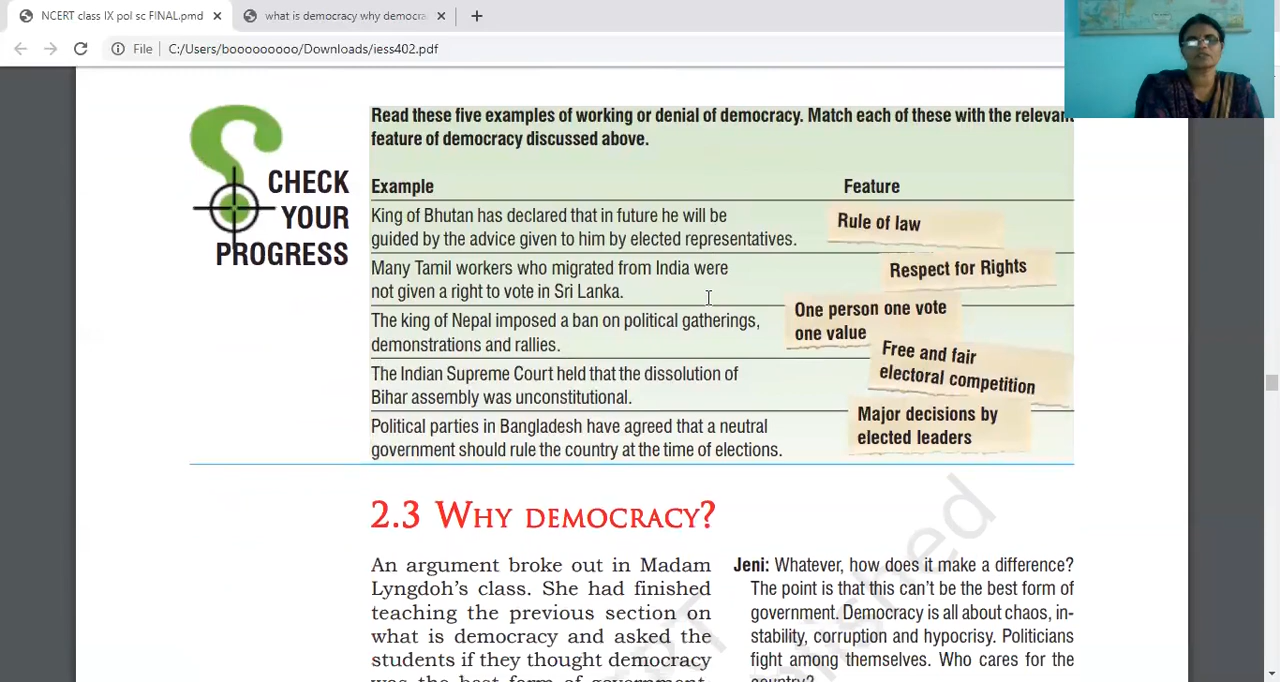 NCERT class IX pol sc FINAL.pmd
what is democracy why democra
File
C:/Users/booooooooo/Downloads/iess402.pdf
CHECK
YOUR
PROGRESS
Read these five examples of working or denial of democracy. Match each of these with the relevant
feature of democracy discussed above.
Example
Feature
King of Bhutan has declared that in future he will be
guided by the advice given to him by elected representatives.
Rule of law
Many Tamil workers who migrated from India were
not given a right to vote in Sri Lanka.
Respect for Rights
The king of Nepal imposed a ban on political gatherings,
demonstrations and rallies.
One person one vote
one value
The Indian Supreme Court held that the dissolution of
Bihar assembly was unconstitutional.
Free and fair
electoral competition
Political parties in Bangladesh have agreed that a neutral
government should rule the country at the time of elections.
Major decisions by
elected leaders
2.3 WHY DEMOCRACY?
An argument broke out in Madam
Lyngdoh's class. She had finished
teaching the previous section on
what is democracy and asked the
students if they thought democracy
was the best form of government.
Jeni: Whatever, how does it make a difference?
The point is that this can't be the best form of
government. Democracy is all about chaos, in-
stability, corruption and hypocrisy. Politicians
fight among themselves. Who cares for the
country?